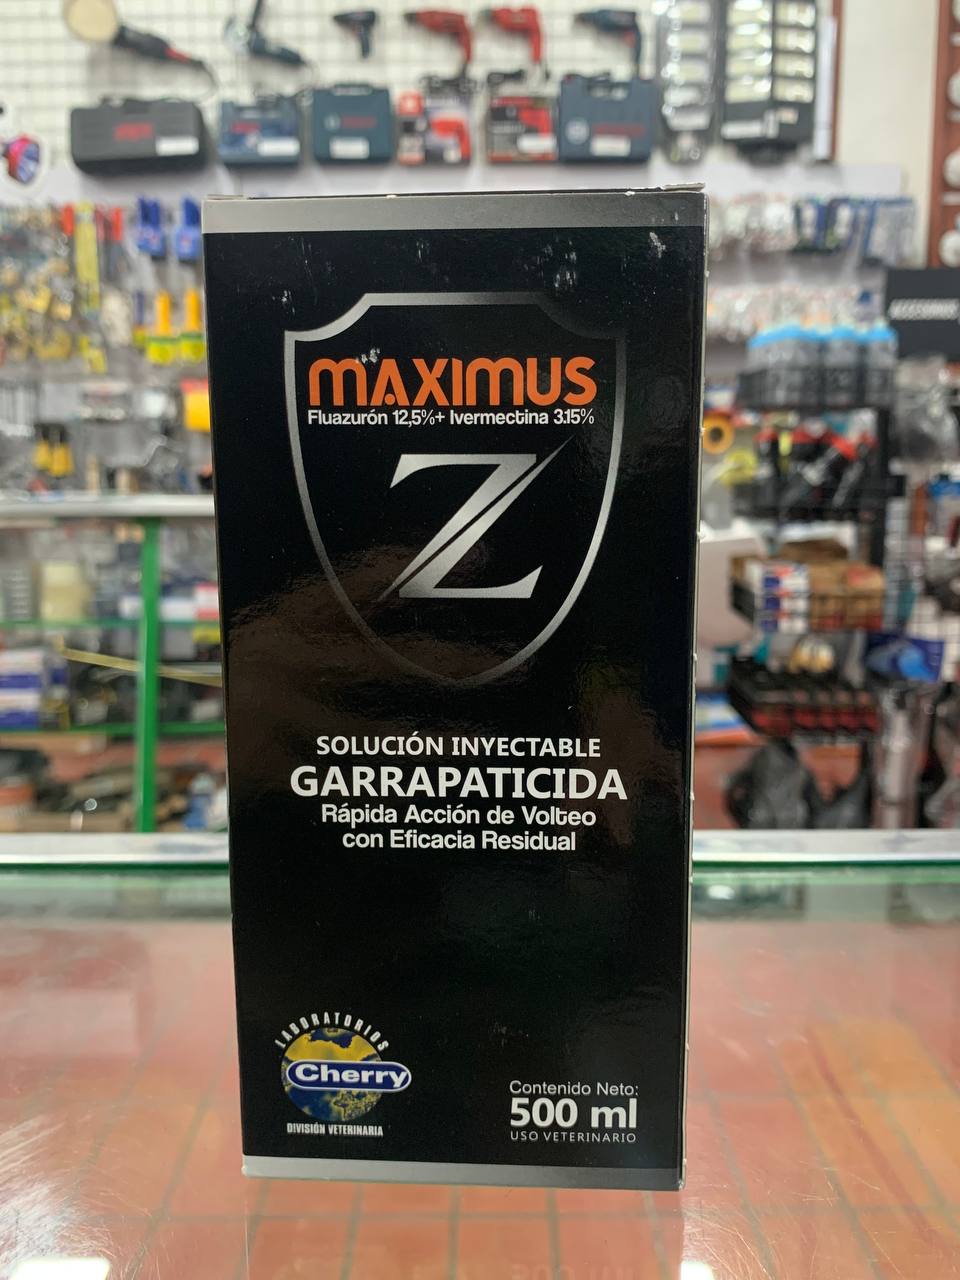 MAXIMUS
Fluazurón 12,5%+ Ivermectina 3.15%
Z
SOLUCIÓN INYECTABLE
GARRAPATICIDA
Rápida Acción de Volteo
con Eficacia Residual
LABORATORIOS
Cherry
DIVISIÓN VETERINARIA
Contenido Neto:
500 ml
USO VETERINARIO
ACCESORIOS